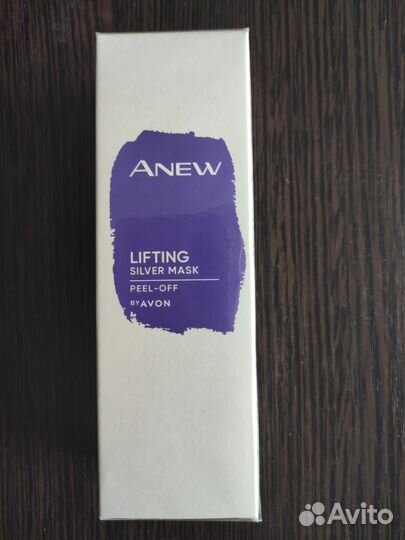 ANEW
LIFTING
SILVER MASK
PEEL-OFF
BY AVON
Avito